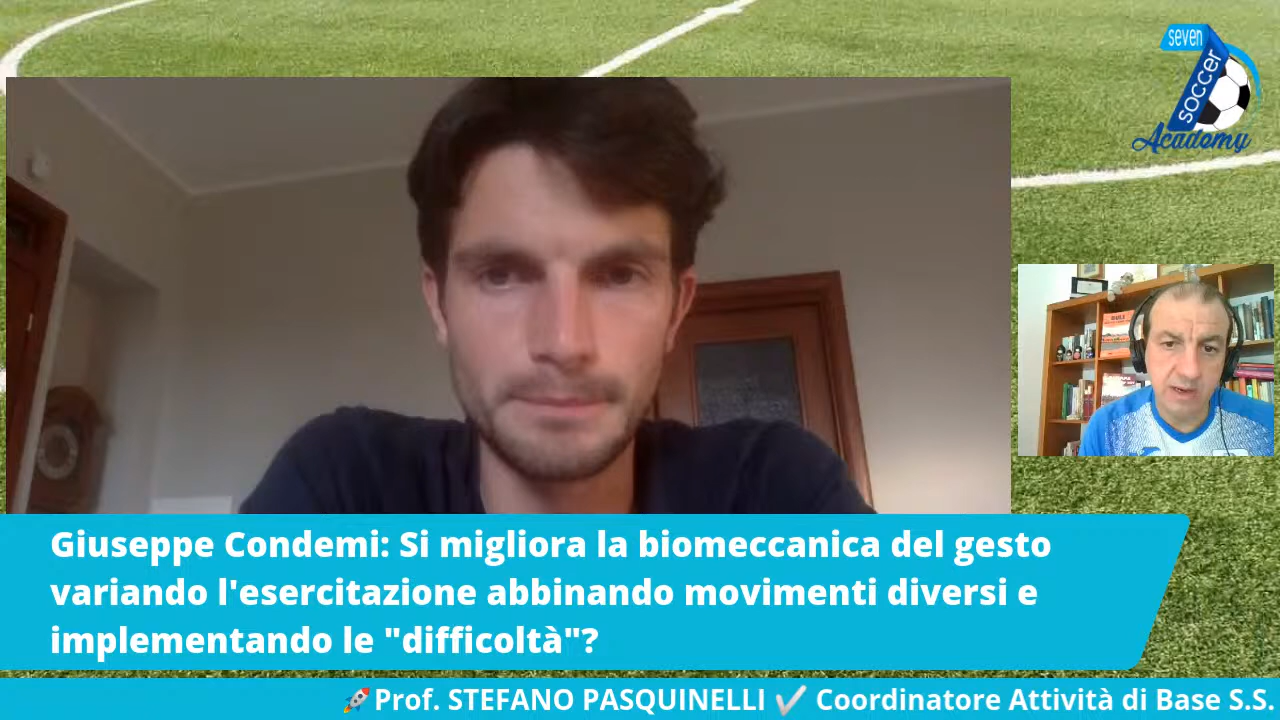 seven
soccer
Academy
Giuseppe Condemi: Si migliora la biomeccanica del gesto
variando l'esercitazione abbinando movimenti diversi e
implementando le "difficoltà"?
🚀Prof. STEFANO PASQUINELLI ✔️ Coordinatore Attività di Base S.S.